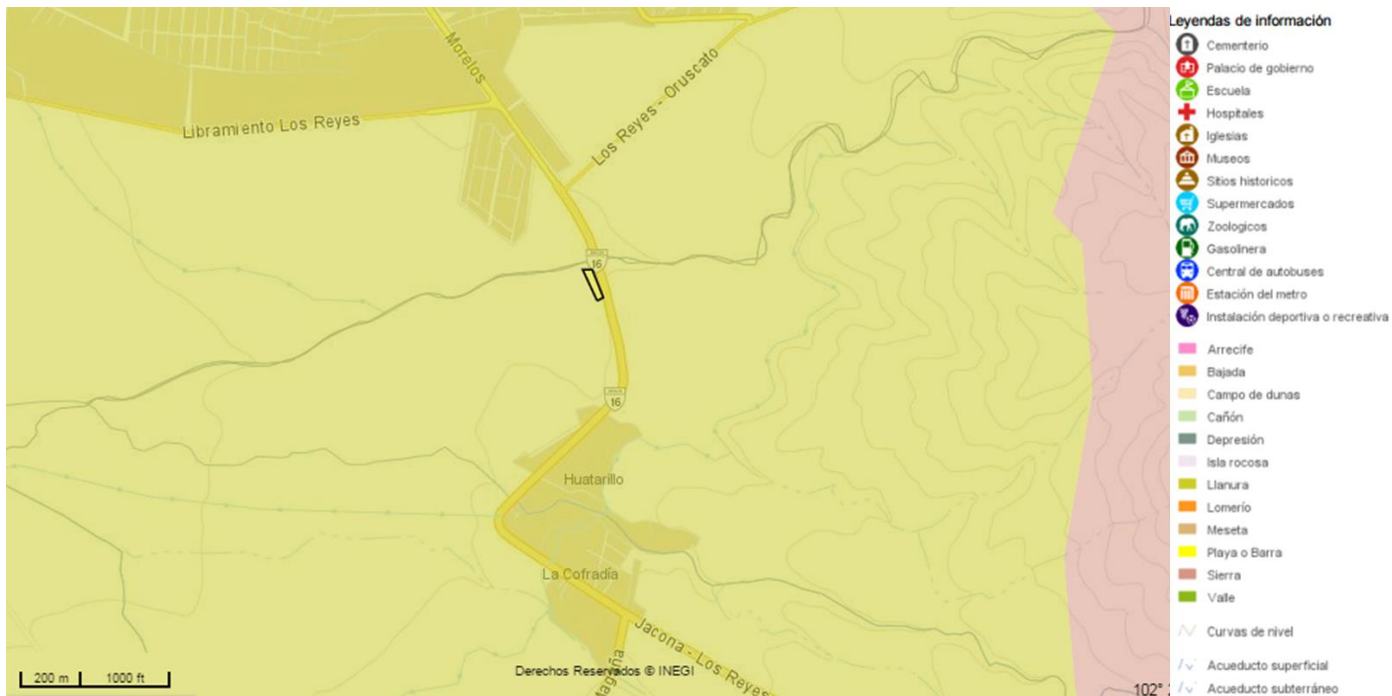 Morelos
Libramiento Los Reyes
Los Reyes - Oruscato
16
16
Huatarillo
La Cofradía
Jacona - Los Reyes
Magaña
200 m
1000 ft
Derechos Reservados © INEGI
102°
Leyendas de información
Cementerio
Palacio de gobierno
Escuela
Hospitales
Iglesias
Museos
Sitios historicos
Supermercados
Zoologicos
Gasolinera
Central de autobuses
Estación del metro
Instalación deportiva o recreativa
Arrecife
Bajada
Campo de dunas
Cañón
Depresión
Isla rocosa
Llanura
Lomerío
Meseta
Playa o Barra
Sierra
Valle
Curvas de nivel
Acueducto superficial
Acueducto subterráneo